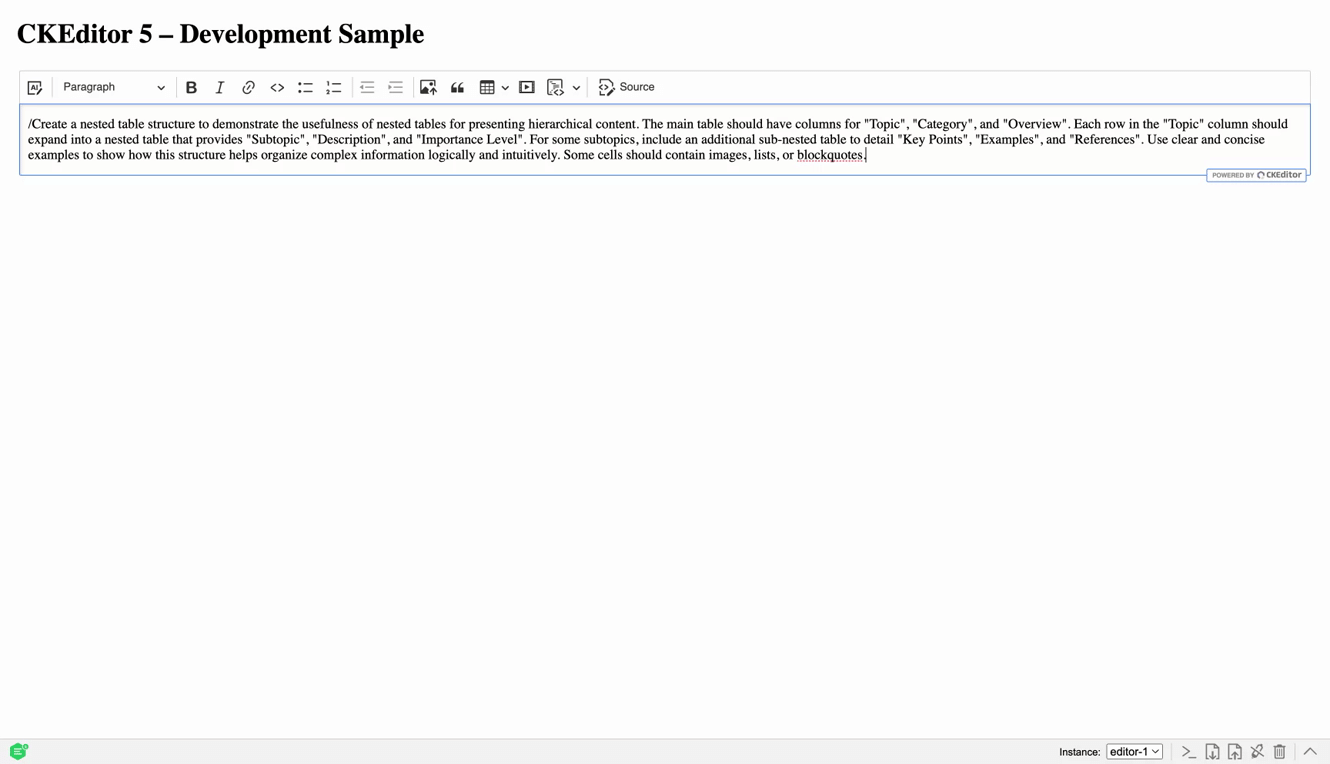 CKEditor 5 – Development Sample
AI
Paragraph
B I
Source
/Create a nested table structure to demonstrate the usefulness of nested tables for presenting hierarchical content. The main table should have columns for "Topic", "Category", and "Overview". Each row in the "Topic" column should
expand into a nested table that provides "Subtopic", "Description", and "Importance Level". For some subtopics, include an additional sub-nested table to detail "Key Points", "Examples", and "References". Use clear and concise
examples to show how this structure helps organize complex information logically and intuitively. Some cells should contain images, lists, or blockquotes.
POWERED BY CKEditor
Instance: editor-1